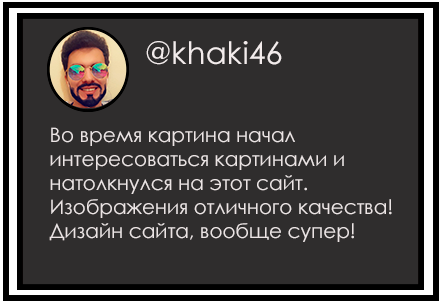 @khaki46
Во время картина начал
интересоваться картинами и
натолкнулся на этот сайт.
Изображения отличного качества!
Дизайн сайта, вообще супер!